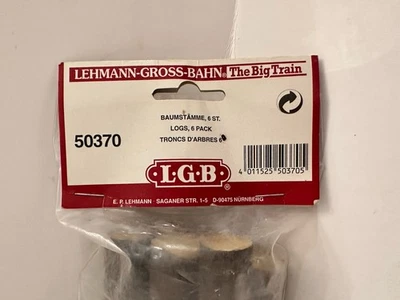 LEHMANN-GROSS-BAHN® The Big Train
BAUMSTÄMME, 6 ST.
LOGS, 6 PACK
TRONCS D'ARBRES 6
50370
L·G·B®
4 011525 503705
E. P. LEHMANN · SAGANER STR. 1-5 D-90475 NÜRNBERG